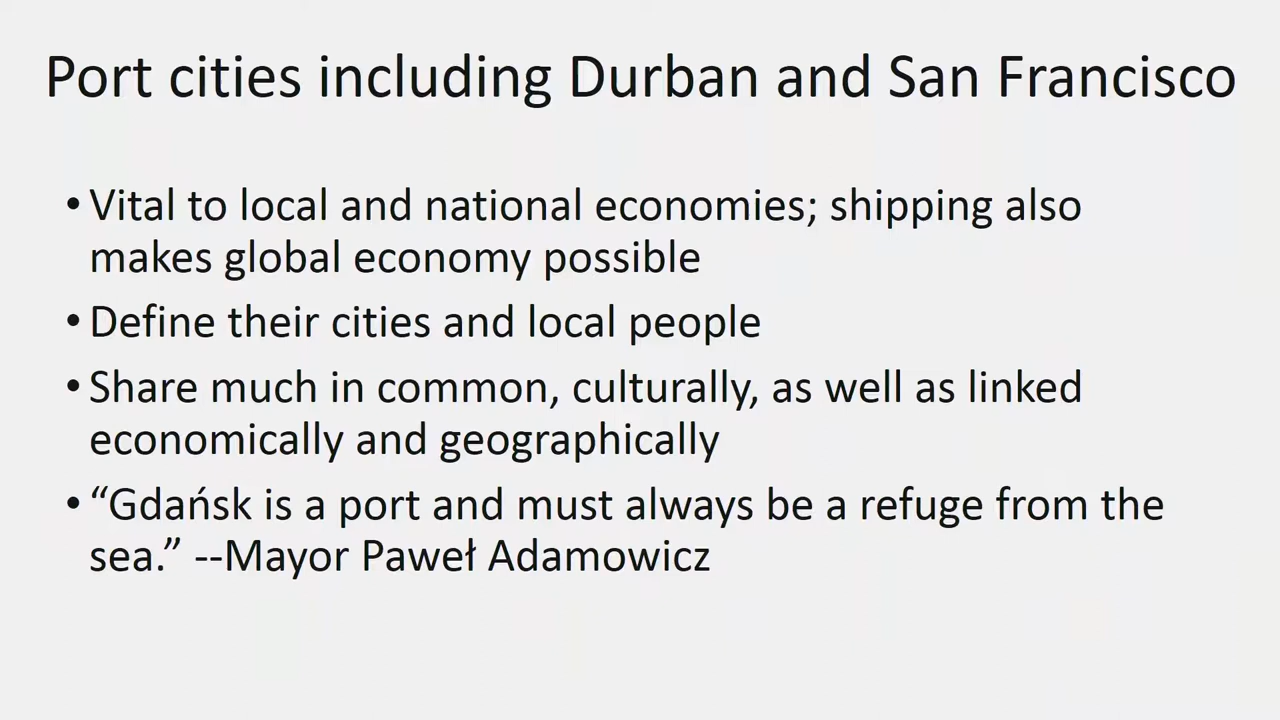 Port cities including Durban and San Francisco
• Vital to local and national economies; shipping also
makes global economy possible
• Define their cities and local people
• Share much in common, culturally, as well as linked
economically and geographically
• “Gdańsk is a port and must always be a refuge from the
sea.” --Mayor Paweł Adamowicz